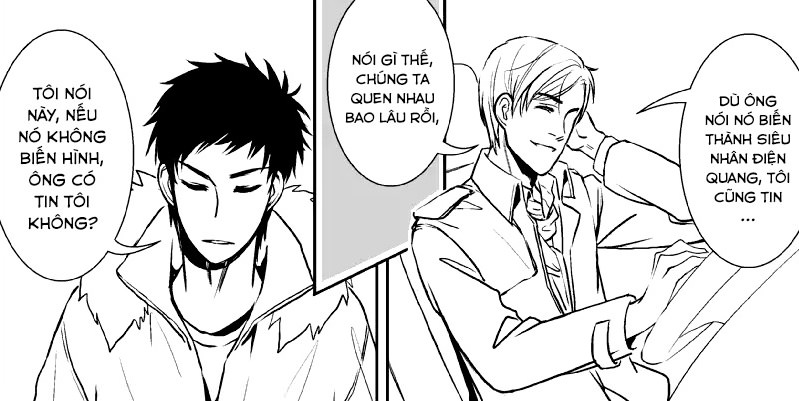 TÔI NÓI
NÀY, NẾU
NÓ KHÔNG
BIẾN HÌNH,
ÔNG CÓ
TIN TÔI
KHÔNG?
NÓI GÌ THẾ,
CHÚNG TA
QUEN NHAU
BAO LÂU RỒI,
DÙ ÔNG
NÓI NÓ BIẾN
THÀNH SIÊU
NHÂN ĐIỆN
QUANG, TÔI
CŨNG TIN
...